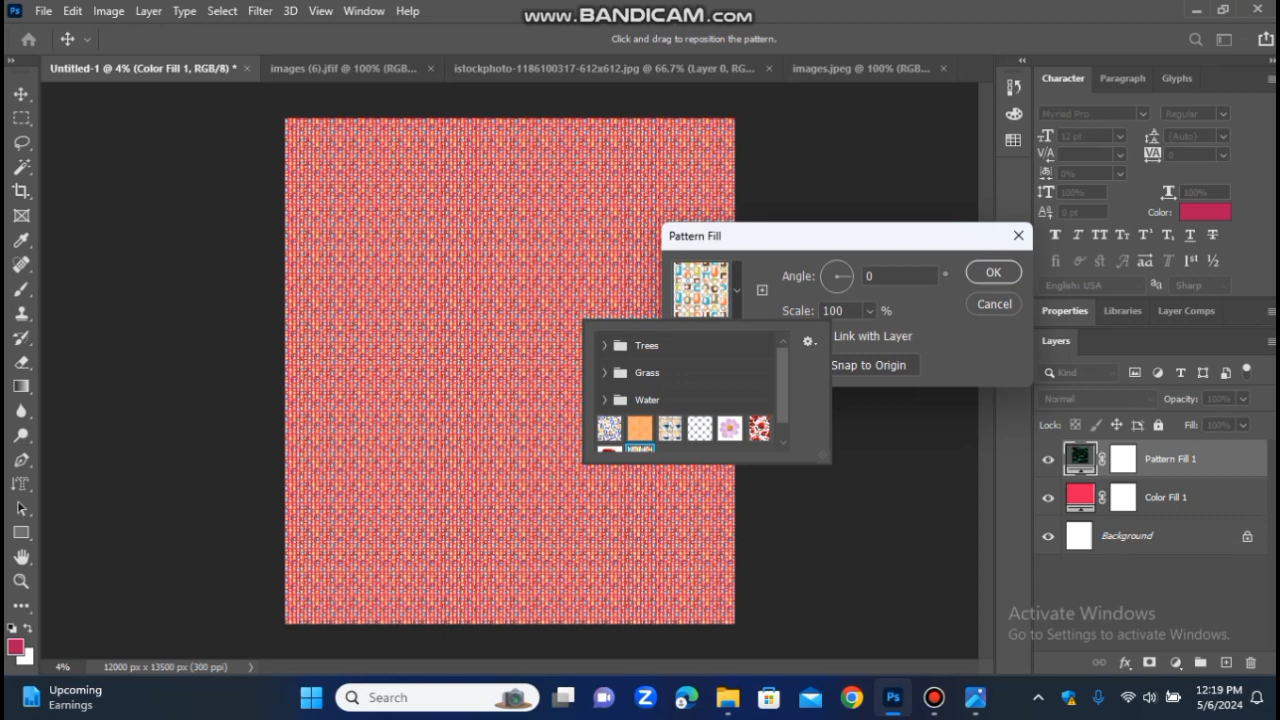 Ps File Edit Image Layer Type Select Filter 3D View Window Help
www.BANDICAM.com
Click and drag to reposition the pattern.
Untitled-1 @ 4% (Color Fill 1, RGB/8) * × images (6).jfif @ 100% (RGB... × istockphoto-1186100317-612x612.jpg @ 66.7% (Layer 0, RG... × images.jpeg @ 100% (RGB... ×
Character Paragraph Glyphs
Myriad Pro Regular
12 pt (Auto)
0
0%
100% 100%
0 pt Color:
English: USA Sharp
Pattern Fill
Angle: 0 °
OK
Scale: 100 %
Cancel
Link with Layer
Snap to Origin
Trees
Grass
Water
Properties Libraries Layer Comps
Layers
Kind
Normal Opacity: 100%
Lock: Fill: 100%
Pattern Fill 1
Color Fill 1
Background
Activate Windows
Go to Settings to activate Windows.
4% 12000 px x 13500 px (300 ppi)
Upcoming
Earnings
Search
Ps
12:19 PM
5/6/2024